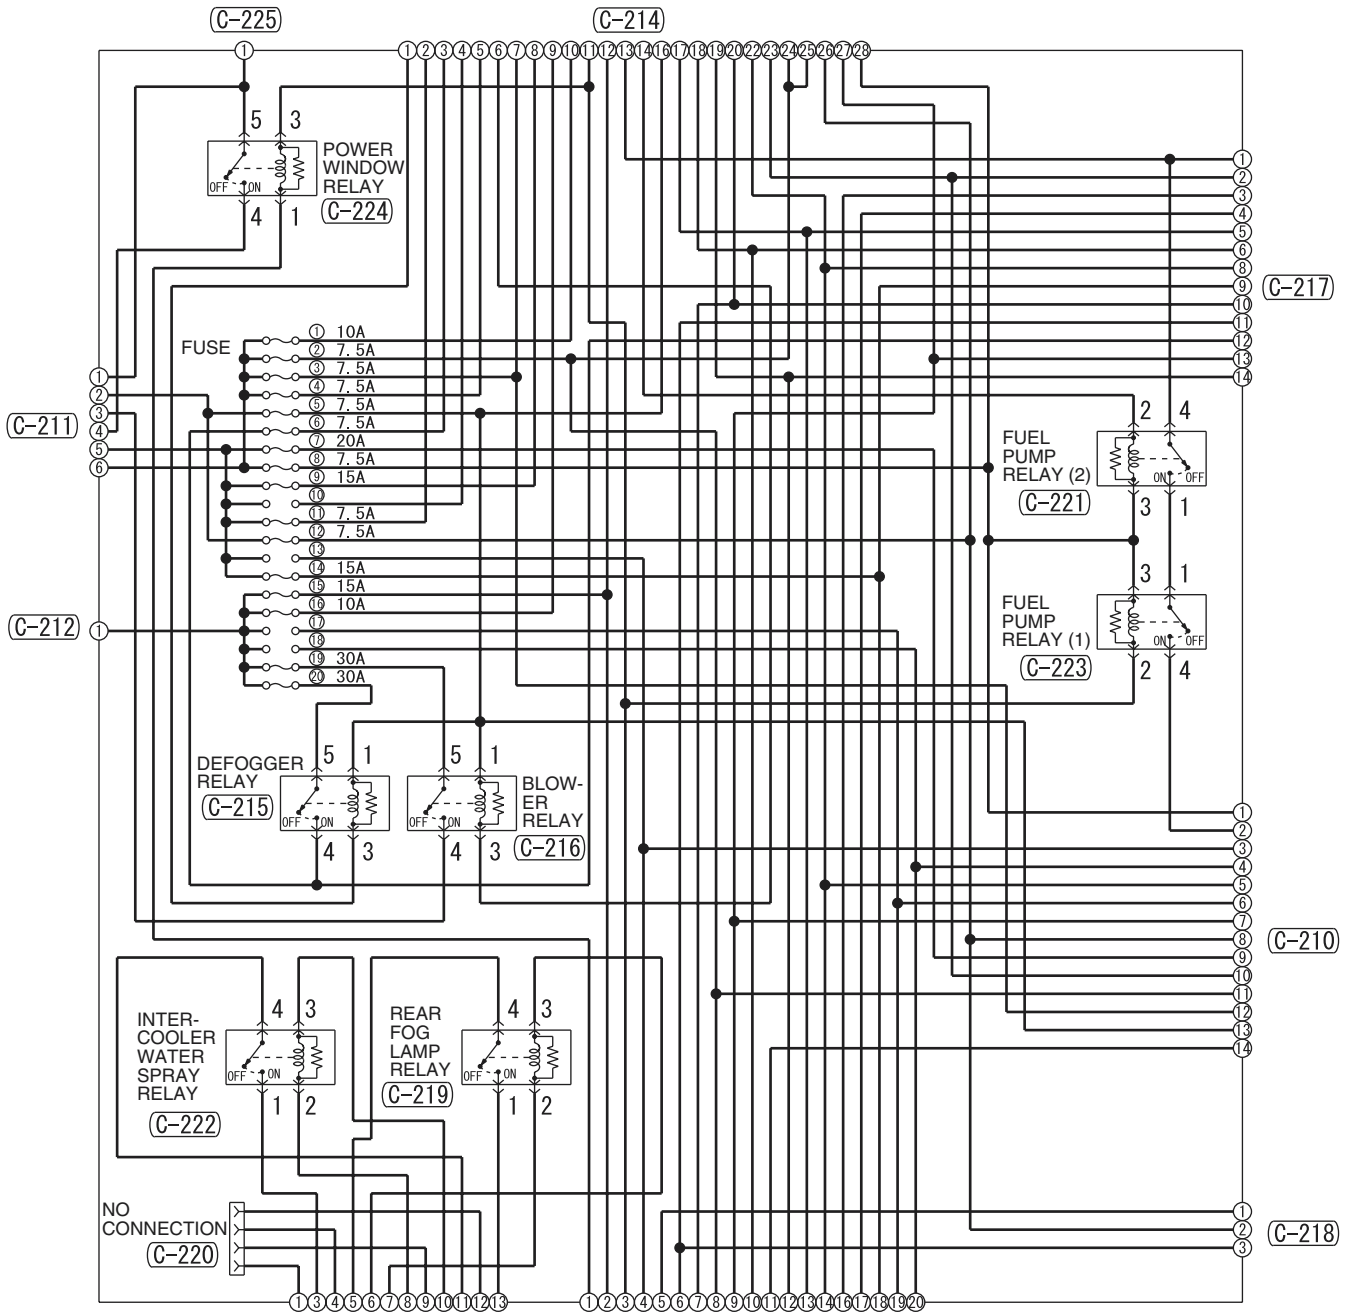 C-225
C-214
1
1 2 3 4 5 6 7 8 9 10 11 12 13 14 16 17 18 19 20 22 23 24 25 26 27 28
5 3
POWER
WINDOW
RELAY
C-224
OFF ON
4 1
FUSE
1 10A
2 7.5A
3 7.5A
4 7.5A
5 7.5A
6 7.5A
7 20A
8 7.5A
9 15A
10
11 7.5A
12 7.5A
13
14 15A
15 15A
16 10A
17
18
19 30A
20 30A
C-211
1
2
3
4
5
6
C-212
1
C-217
1
2
3
4
5
6
8
9
10
11
12
13
14
2 4
FUEL
PUMP
RELAY (2)
C-221
ON OFF
3 1
3 1
FUEL
PUMP
RELAY (1)
C-223
ON OFF
2 4
5 1
DEFOGGER
RELAY
C-215
OFF ON
4 3
5 1
BLOW-
ER
RELAY
C-216
OFF ON
4 3
C-210
1
2
3
4
5
6
7
8
9
10
11
12
13
14
4 3
INTER-
COOLER
WATER
SPRAY
RELAY
C-222
OFF ON
1 2
4 3
REAR
FOG
LAMP
RELAY
C-219
OFF ON
1 2
NO
CONNECTION
C-220
C-218
1
2
3
1 3 4 5 6 7 8 9 10 11 12 13
1 2 3 4 5 6 7 8 9 10 11 12 13 14 16 17 18 19 20